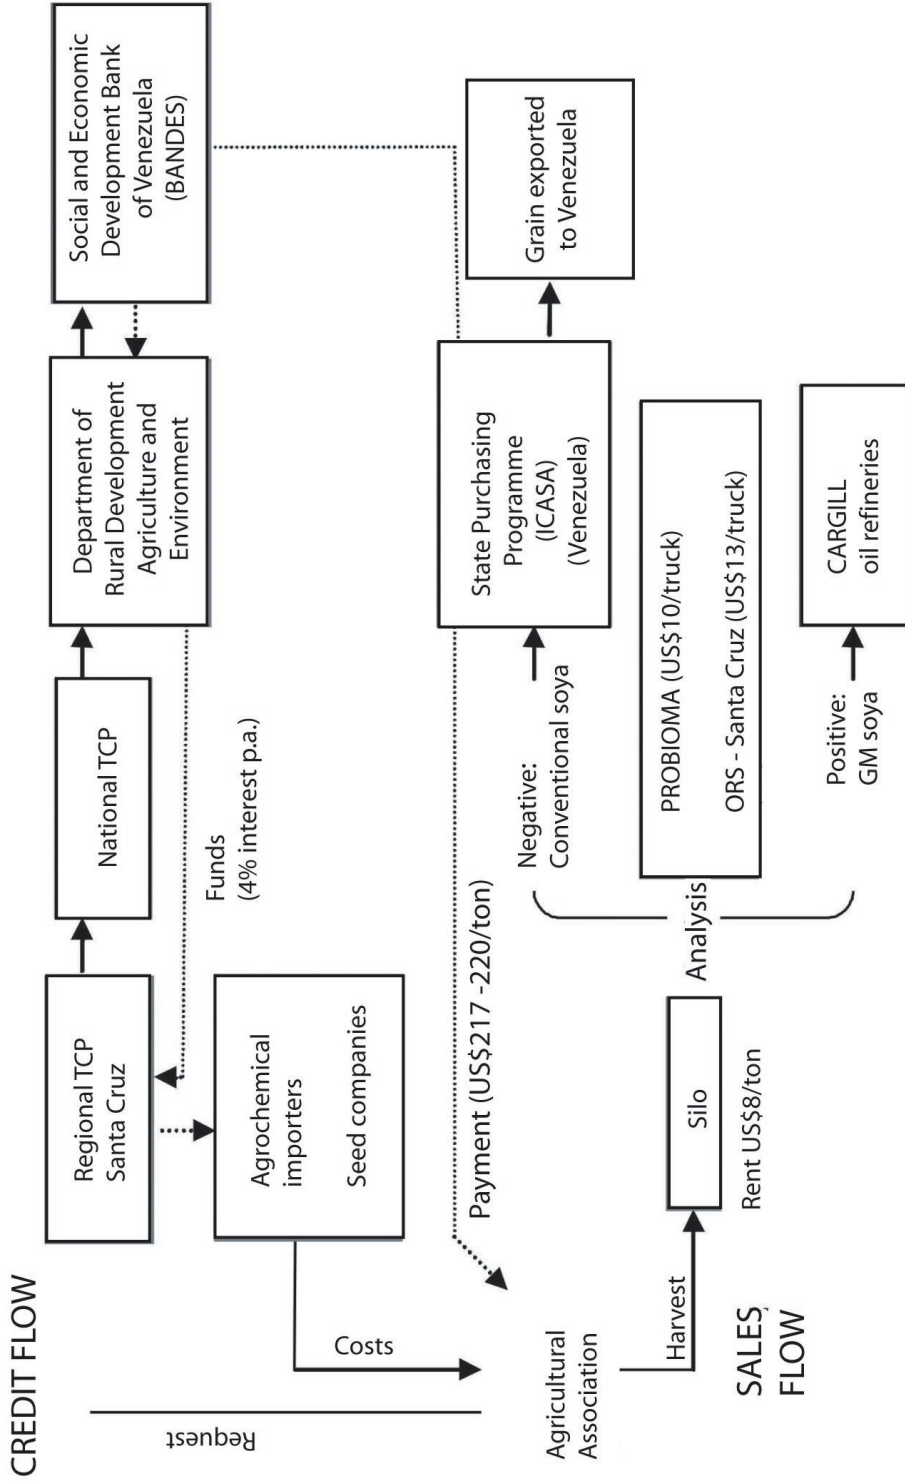 CREDIT FLOW
Regional TCP
Santa Cruz
National TCP
Department of
Rural Development
Agriculture and
Environment
Social and Economic
Development Bank
of Venezuela
(BANDES)
Request
Funds
(4% interest p.a.)
Agrochemical
importers
Seed companies
Costs
Payment (US$217 -220/ton)
Agricultural
Association
State Purchasing
Programme
(ICASA)
(Venezuela)
Grain exported
to Venezuela
Negative:
Conventional soya
Harvest
Silo
Rent US$8/ton
Analysis
PROBIOMA (US$10/truck)
ORS - Santa Cruz (US$13/truck)
Positive:
GM soya
CARGILL
oil refineries
SALES
FLOW